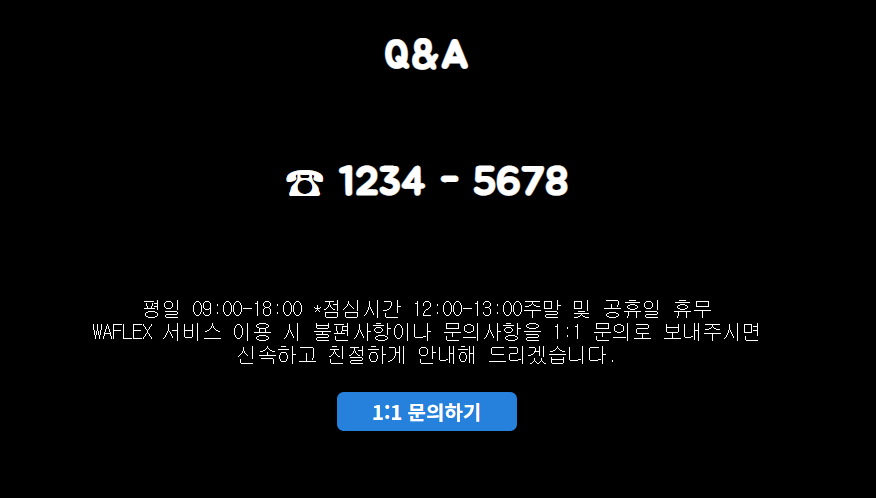 Q&A
☎ 1234 - 5678
평일 09:00-18:00 *점심시간 12:00-13:00주말 및 공휴일 휴무
WAFLEX 서비스 이용 시 불편사항이나 문의사항을 1:1 문의로 보내주시면
신속하고 친절하게 안내해 드리겠습니다.
1:1 문의하기